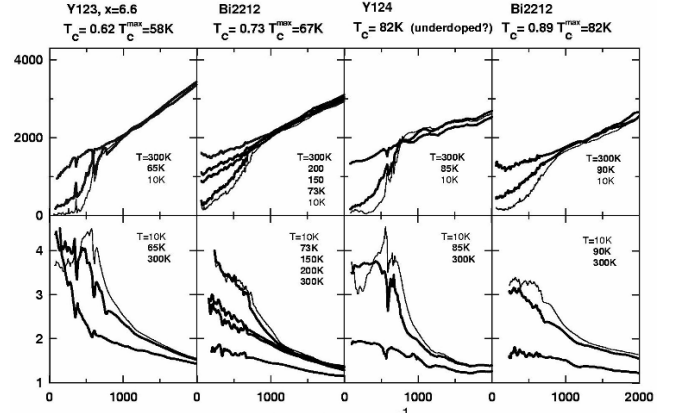 Y123, x=6.6
T_c= 0.62 T_c^max=58K
Bi2212
T_c= 0.73 T_c^max=67K
Y124
T_c= 82K (underdoped?)
Bi2212
T_c= 0.89 T_c^max=82K
4000
2000
0
T=300K
65K
10K
T=300K
200
150
73K
10K
T=300K
85K
10K
T=300K
90K
10K
4
3
2
1
T=10K
65K
300K
T=10K
73K
150K
200K
300K
T=10K
85K
300K
T=10K
90K
300K
0 1000 0 1000 0 1000 0 1000 2000